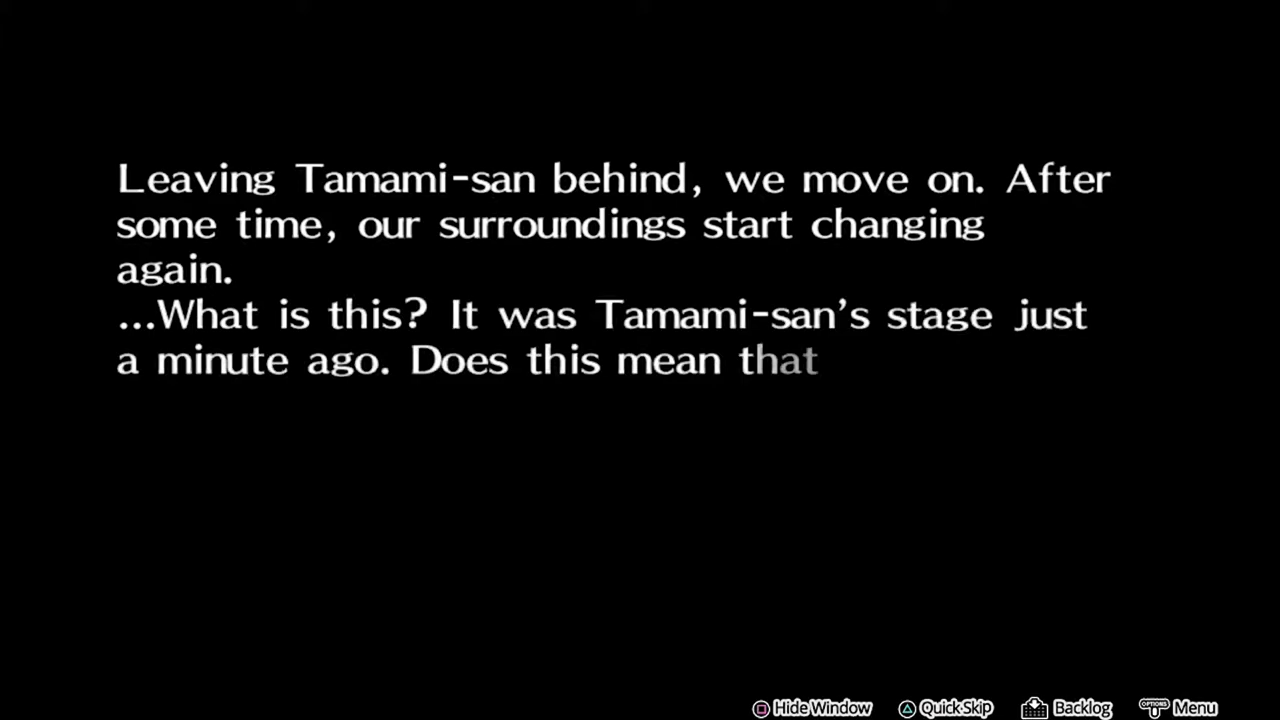 Leaving Tamami-san behind, we move on. After
some time, our surroundings start changing
again.
...What is this? It was Tamami-san's stage just
a minute ago. Does this mean that
Hide Window Quick Skip Backlog OPTIONS Menu